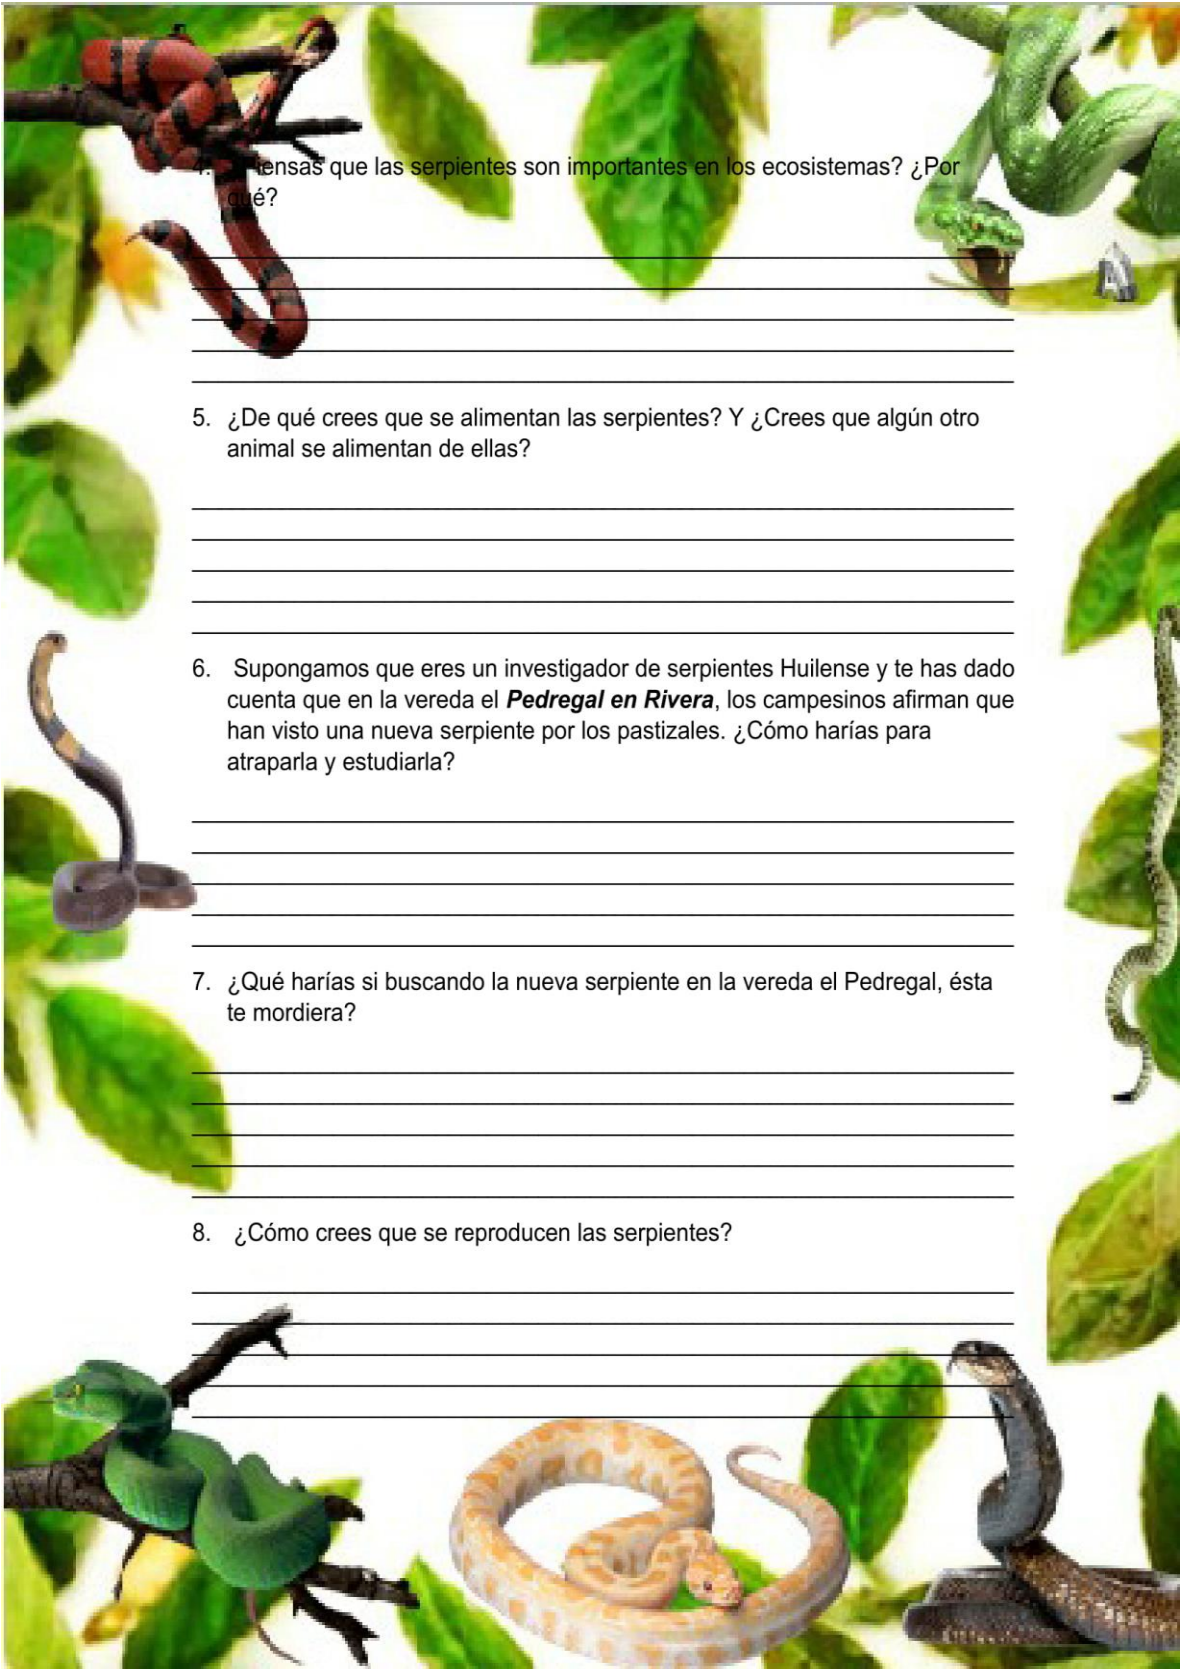 4. ¿Piensas que las serpientes son importantes en los ecosistemas? ¿Por
qué?
5. ¿De qué crees que se alimentan las serpientes? Y ¿Crees que algún otro
animal se alimentan de ellas?
6. Supongamos que eres un investigador de serpientes Huilense y te has dado
cuenta que en la vereda el Pedregal en Rivera, los campesinos afirman que
han visto una nueva serpiente por los pastizales. ¿Cómo harías para
atraparla y estudiarla?
7. ¿Qué harías si buscando la nueva serpiente en la vereda el Pedregal, ésta
te mordiera?
8. ¿Cómo crees que se reproducen las serpientes?